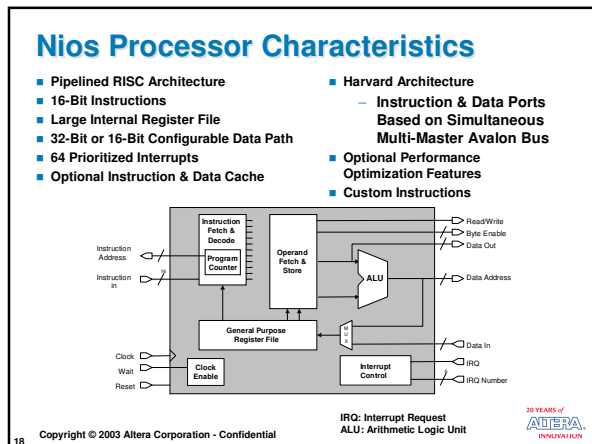 Nios Processor Characteristics
Pipelined RISC Architecture
16-Bit Instructions
Large Internal Register File
32-Bit or 16-Bit Configurable Data Path
64 Prioritized Interrupts
Optional Instruction & Data Cache
Harvard Architecture
– Instruction & Data Ports
Based on Simultaneous
Multi-Master Avalon Bus
Optional Performance
Optimization Features
Custom Instructions
Instruction
Fetch &
Decode
Program
Counter
Operand
Fetch &
Store
ALU
General Purpose
Register File
M
U
X
Clock
Enable
Interrupt
Control
Instruction
Address
Instruction
in
16
Clock
Wait
Reset
Read/Write
Byte Enable
Data Out
Data Address
Data In
IRQ
IRQ Number
6
IRQ: Interrupt Request
ALU: Arithmetic Logic Unit
18
Copyright © 2003 Altera Corporation - Confidential
20 YEARS of
ALTERA
INNOVATION